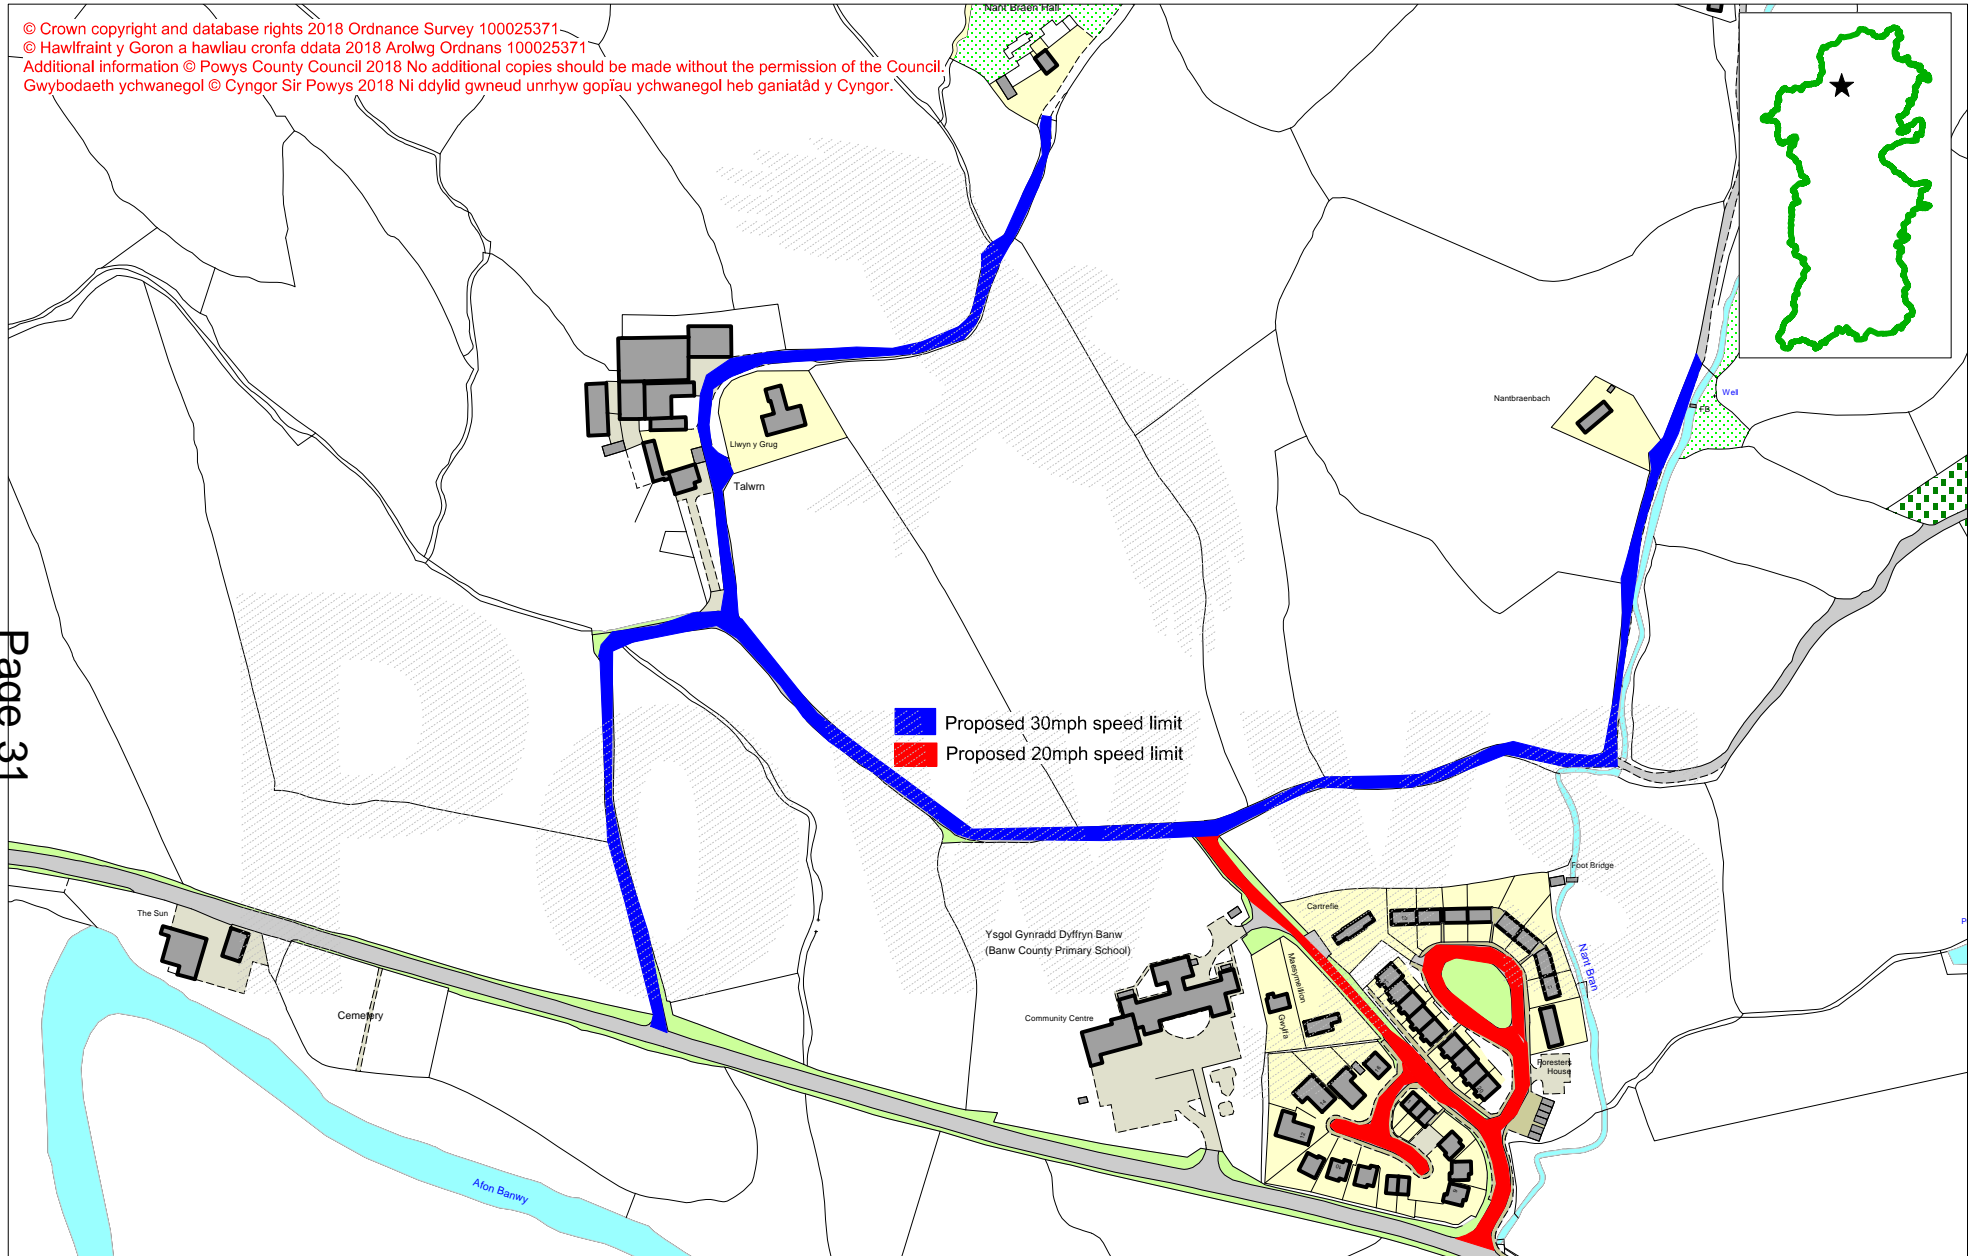 © Crown copyright and database rights 2018 Ordnance Survey 100025371
© Hawlfraint y Goron a hawliau cronfa ddata 2018 Arolwg Ordnans 100025371
Additional information © Powys County Council 2018 No additional copies should be made without the permission of the Council.
Gwybodaeth ychwanegol © Cyngor Sir Powys 2018 Ni ddylid gwneud unrhyw gopïau ychwanegol heb ganiatâd y Cyngor.
Nant Braen Hall
Well
FB
Nantbraenbach
Llwyn y Grug
Talwrn
Page 31
POWYS
Proposed 30mph speed limit
Proposed 20mph speed limit
Foot Bridge
Cartrefle
The Sun
Ysgol Gynradd Dyffryn Banw
(Banw County Primary School)
Nant Bran
Maesymeillion
Cemetery
Community Centre
Gwylfa
Foresters
House
Afon Banwy